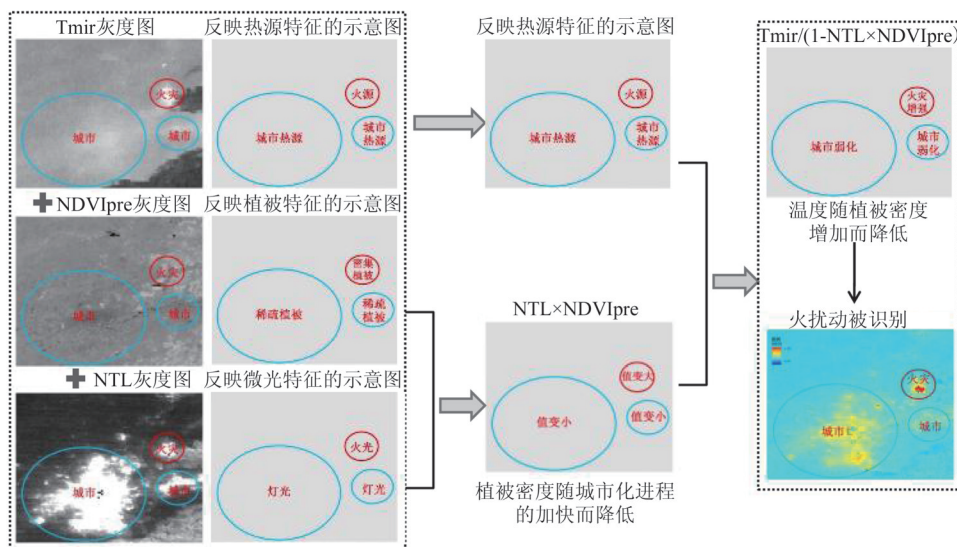 Tmir灰度图
反映热源特征的示意图
火灾
城市
城市
火源
城市热源
城市
热源
NDVIpre灰度图
反映植被特征的示意图
火灾
城市
城市
密集
植被
稀疏植被
稀疏
植被
NTL灰度图
反映微光特征的示意图
火灾
城市
城市
火光
灯光
灯光
反映热源特征的示意图
火源
城市热源
城市
热源
NTL×NDVIpre
值变大
值变小
值变小
植被密度随城市化进程
的加快而降低
Tmir/(1-NTL×NDVIpre)
火灾
增强
城市弱化
城市
弱化
温度随植被密度
增加而降低
火扰动被识别
火灾
城市
城市